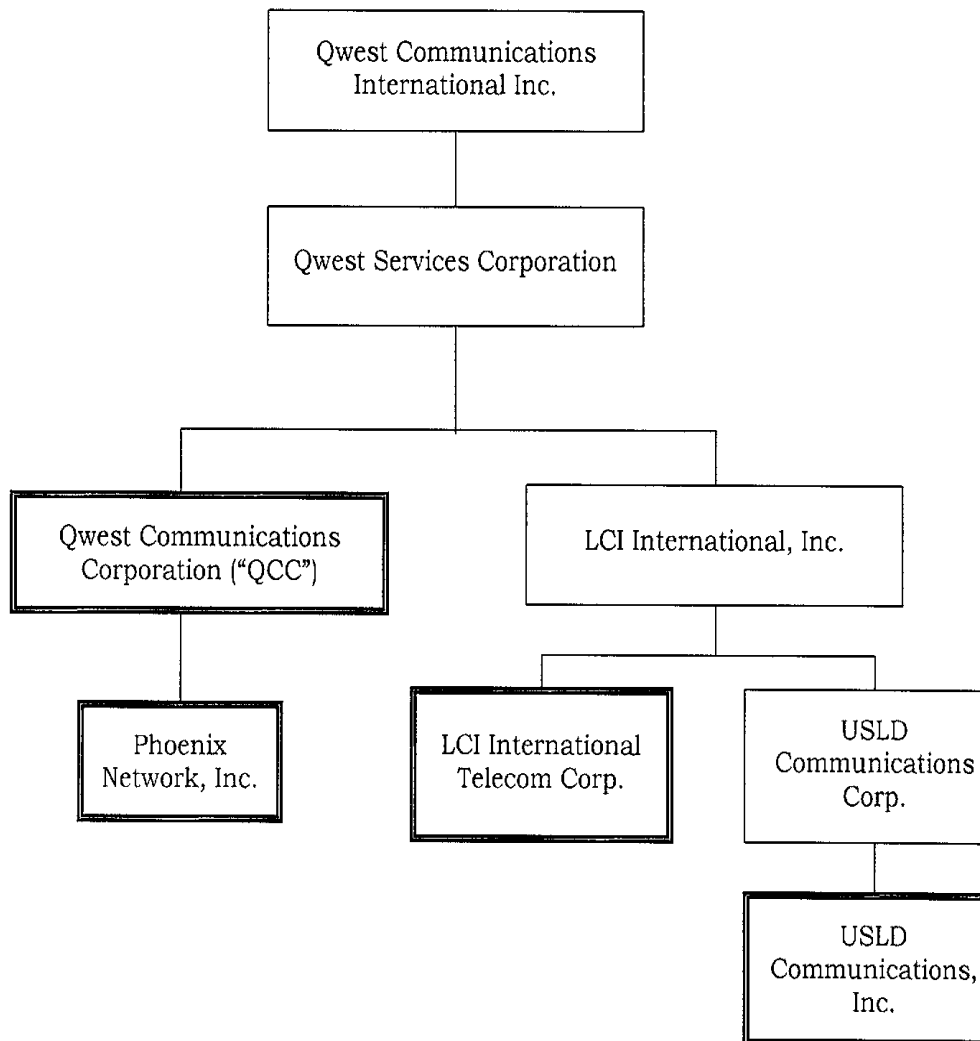 Qwest Communications
International Inc.
Qwest Services Corporation
Qwest Communications
Corporation (“QCC”)
LCI International, Inc.
Phoenix
Network, Inc.
LCI International
Telecom Corp.
USLD
Communications
Corp.
USLD
Communications,
Inc.